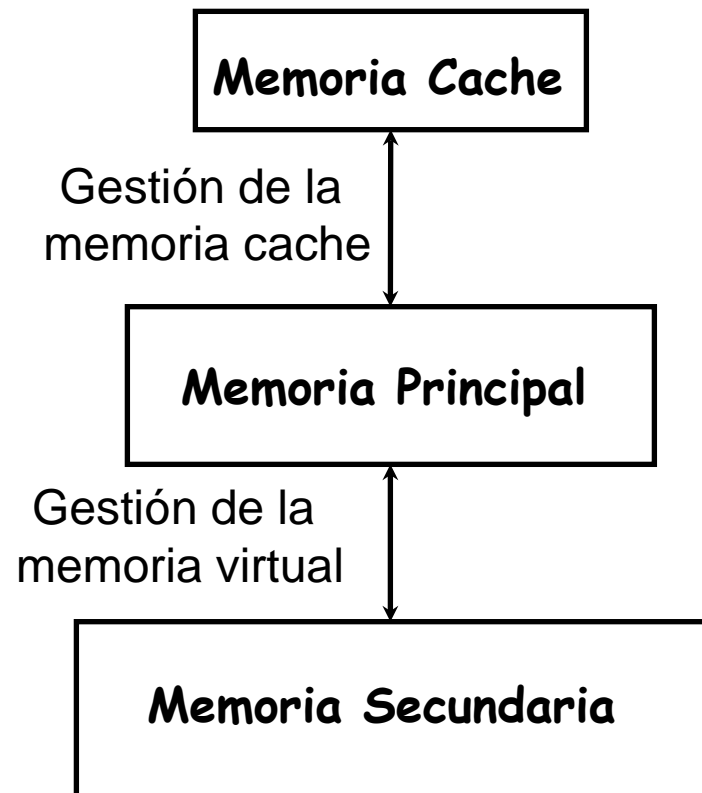 Memoria Cache
Gestión de la
memoria cache
Memoria Principal
Gestión de la
memoria virtual
Memoria Secundaria